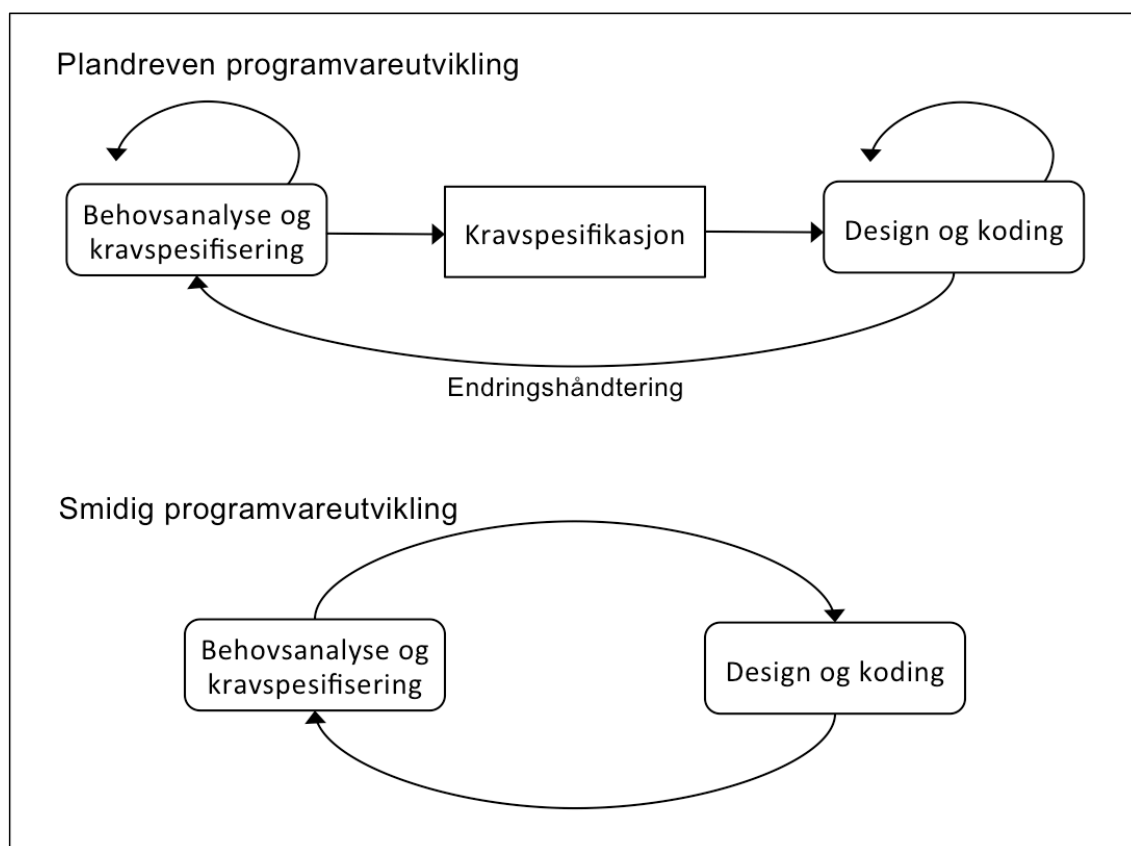 Plandreven programvareutvikling
Behovsanalyse og
kravspesifisering
Kravspesifikasjon
Design og koding
Endringshåndtering
Smidig programvareutvikling
Behovsanalyse og
kravspesifisering
Design og koding